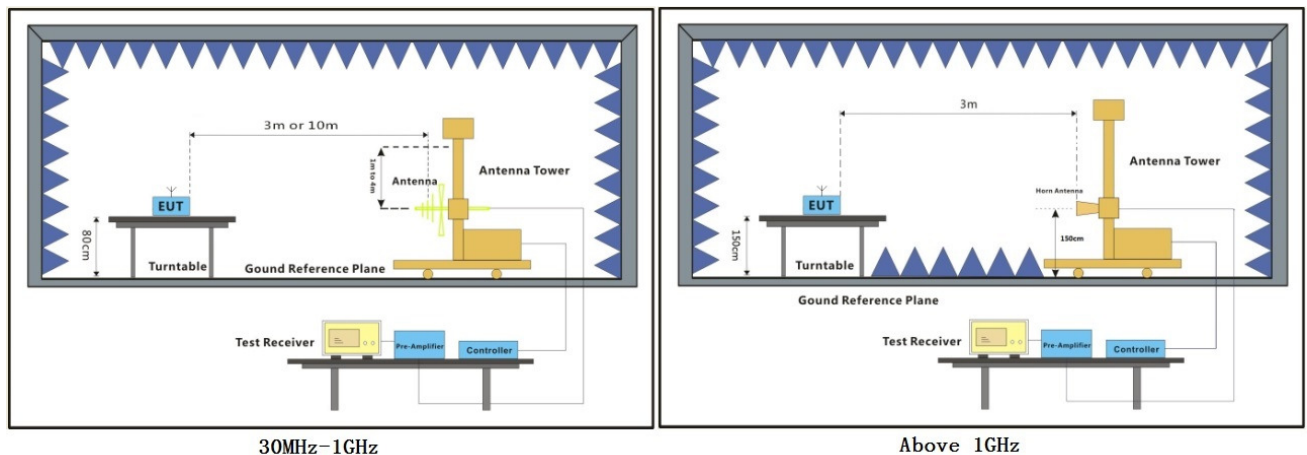 3m or 10m
1m to 4m
Antenna
Antenna Tower
EUT
80cm
Turntable
Gound Reference Plane
Test Receiver
Pre-Amplifier
Controller
30MHz-1GHz
3m
Antenna Tower
Horn Antenna
EUT
150cm
150cm
Turntable
Gound Reference Plane
Test Receiver
Pre-Amplifier
Controller
Above 1GHz